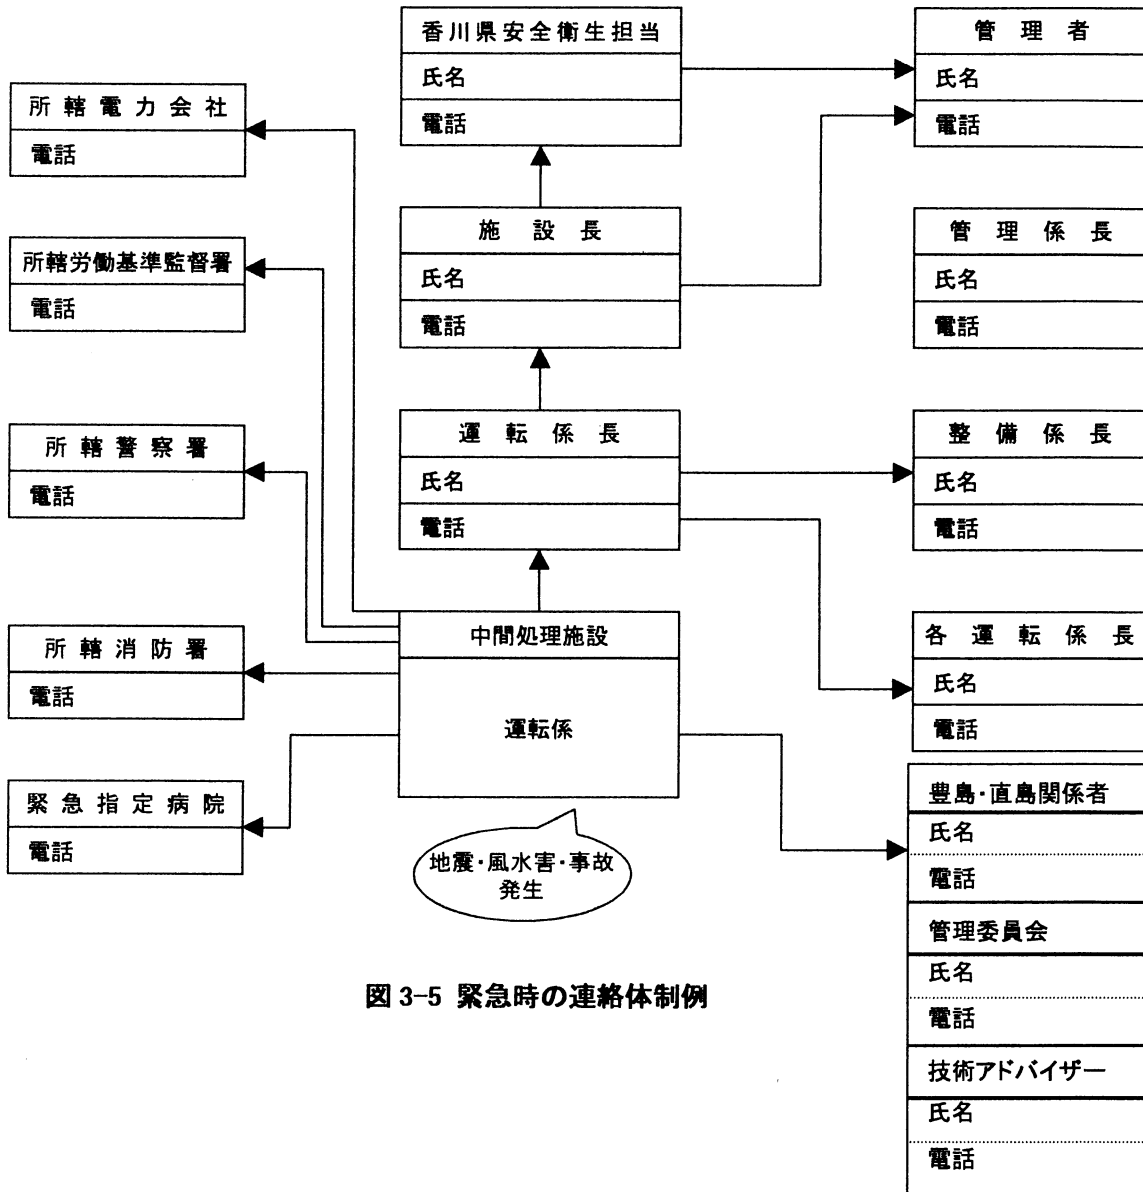 香川県安全衛生担当
氏名
電話
管理者
氏名
電話
所轄電力会社
電話
施設長
氏名
電話
管理係長
氏名
電話
所轄労働基準監督署
電話
運転係長
氏名
電話
整備係長
氏名
電話
所轄警察署
電話
中間処理施設
運転係
各運転係長
氏名
電話
所轄消防署
電話
緊急指定病院
電話
地震・風水害・事故
発生
豊島・直島関係者
氏名
電話
管理委員会
氏名
電話
技術アドバイザー
氏名
電話
図 3-5 緊急時の連絡体制例